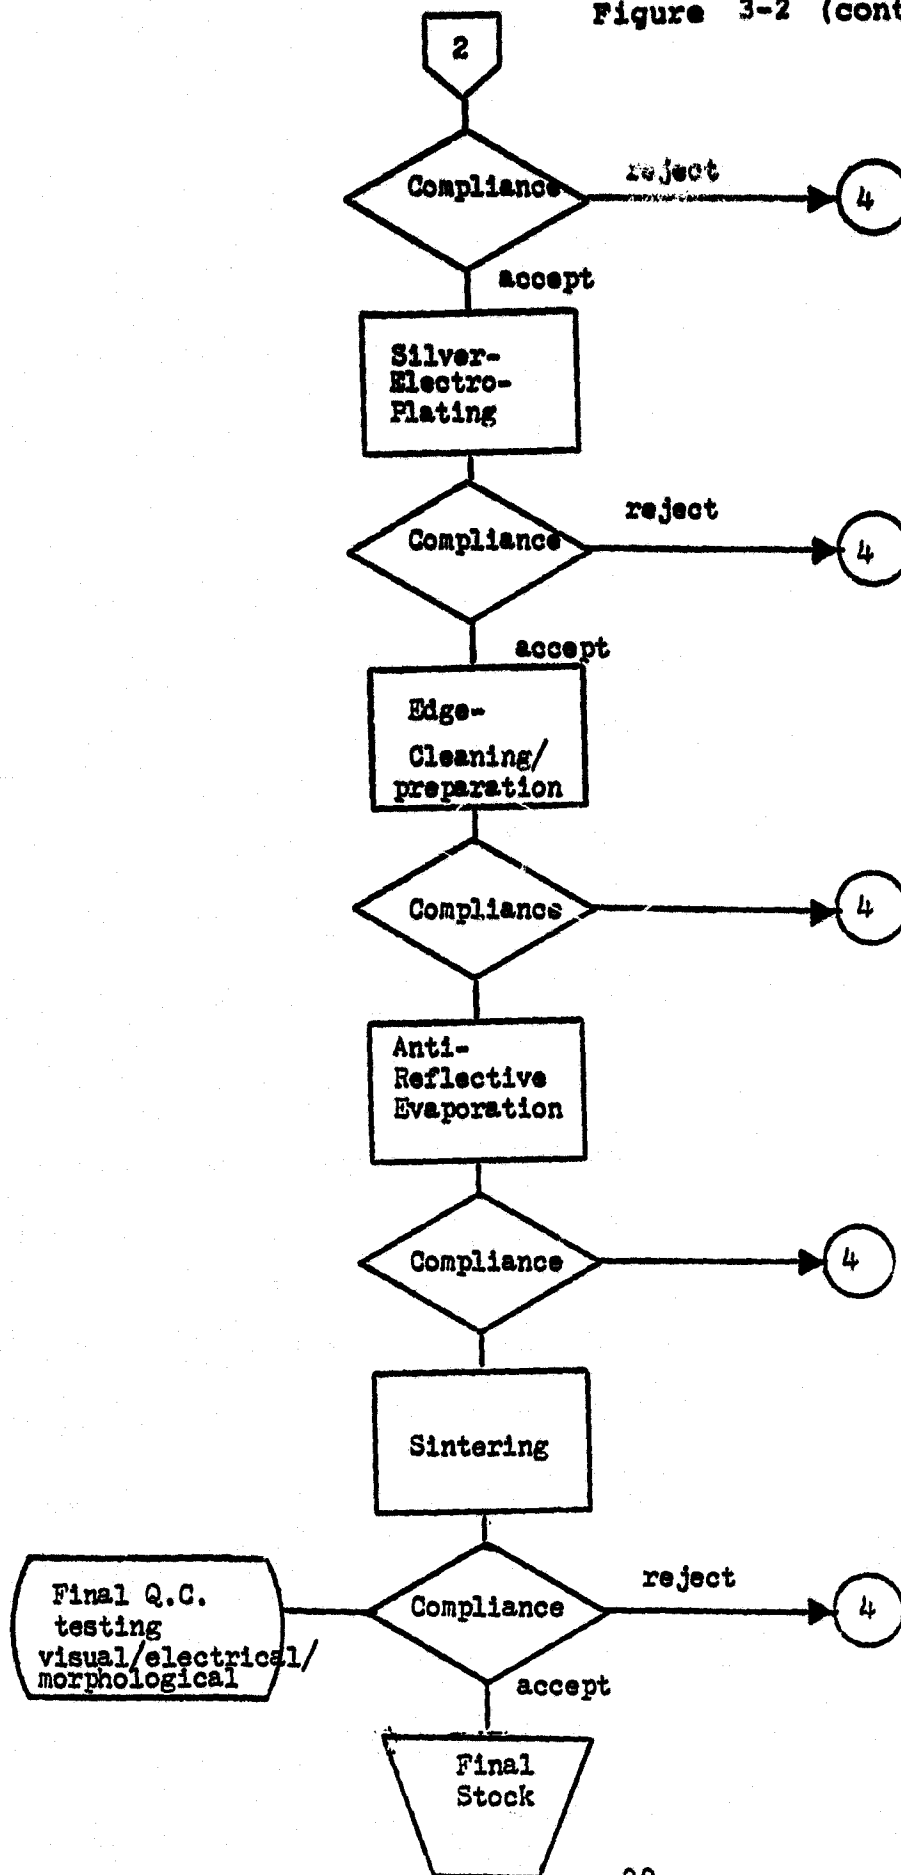 Figure 3-2 (cont
2
Compliance
reject
4
accept
Silver-
Electro-
Plating
Compliance
reject
4
accept
Edge-
Cleaning/
preparation
Compliance
4
Anti-
Reflective
Evaporation
Compliance
4
Sintering
Final Q.C.
testing
visual/electrical/
morphological
Compliance
reject
4
accept
Final
Stock